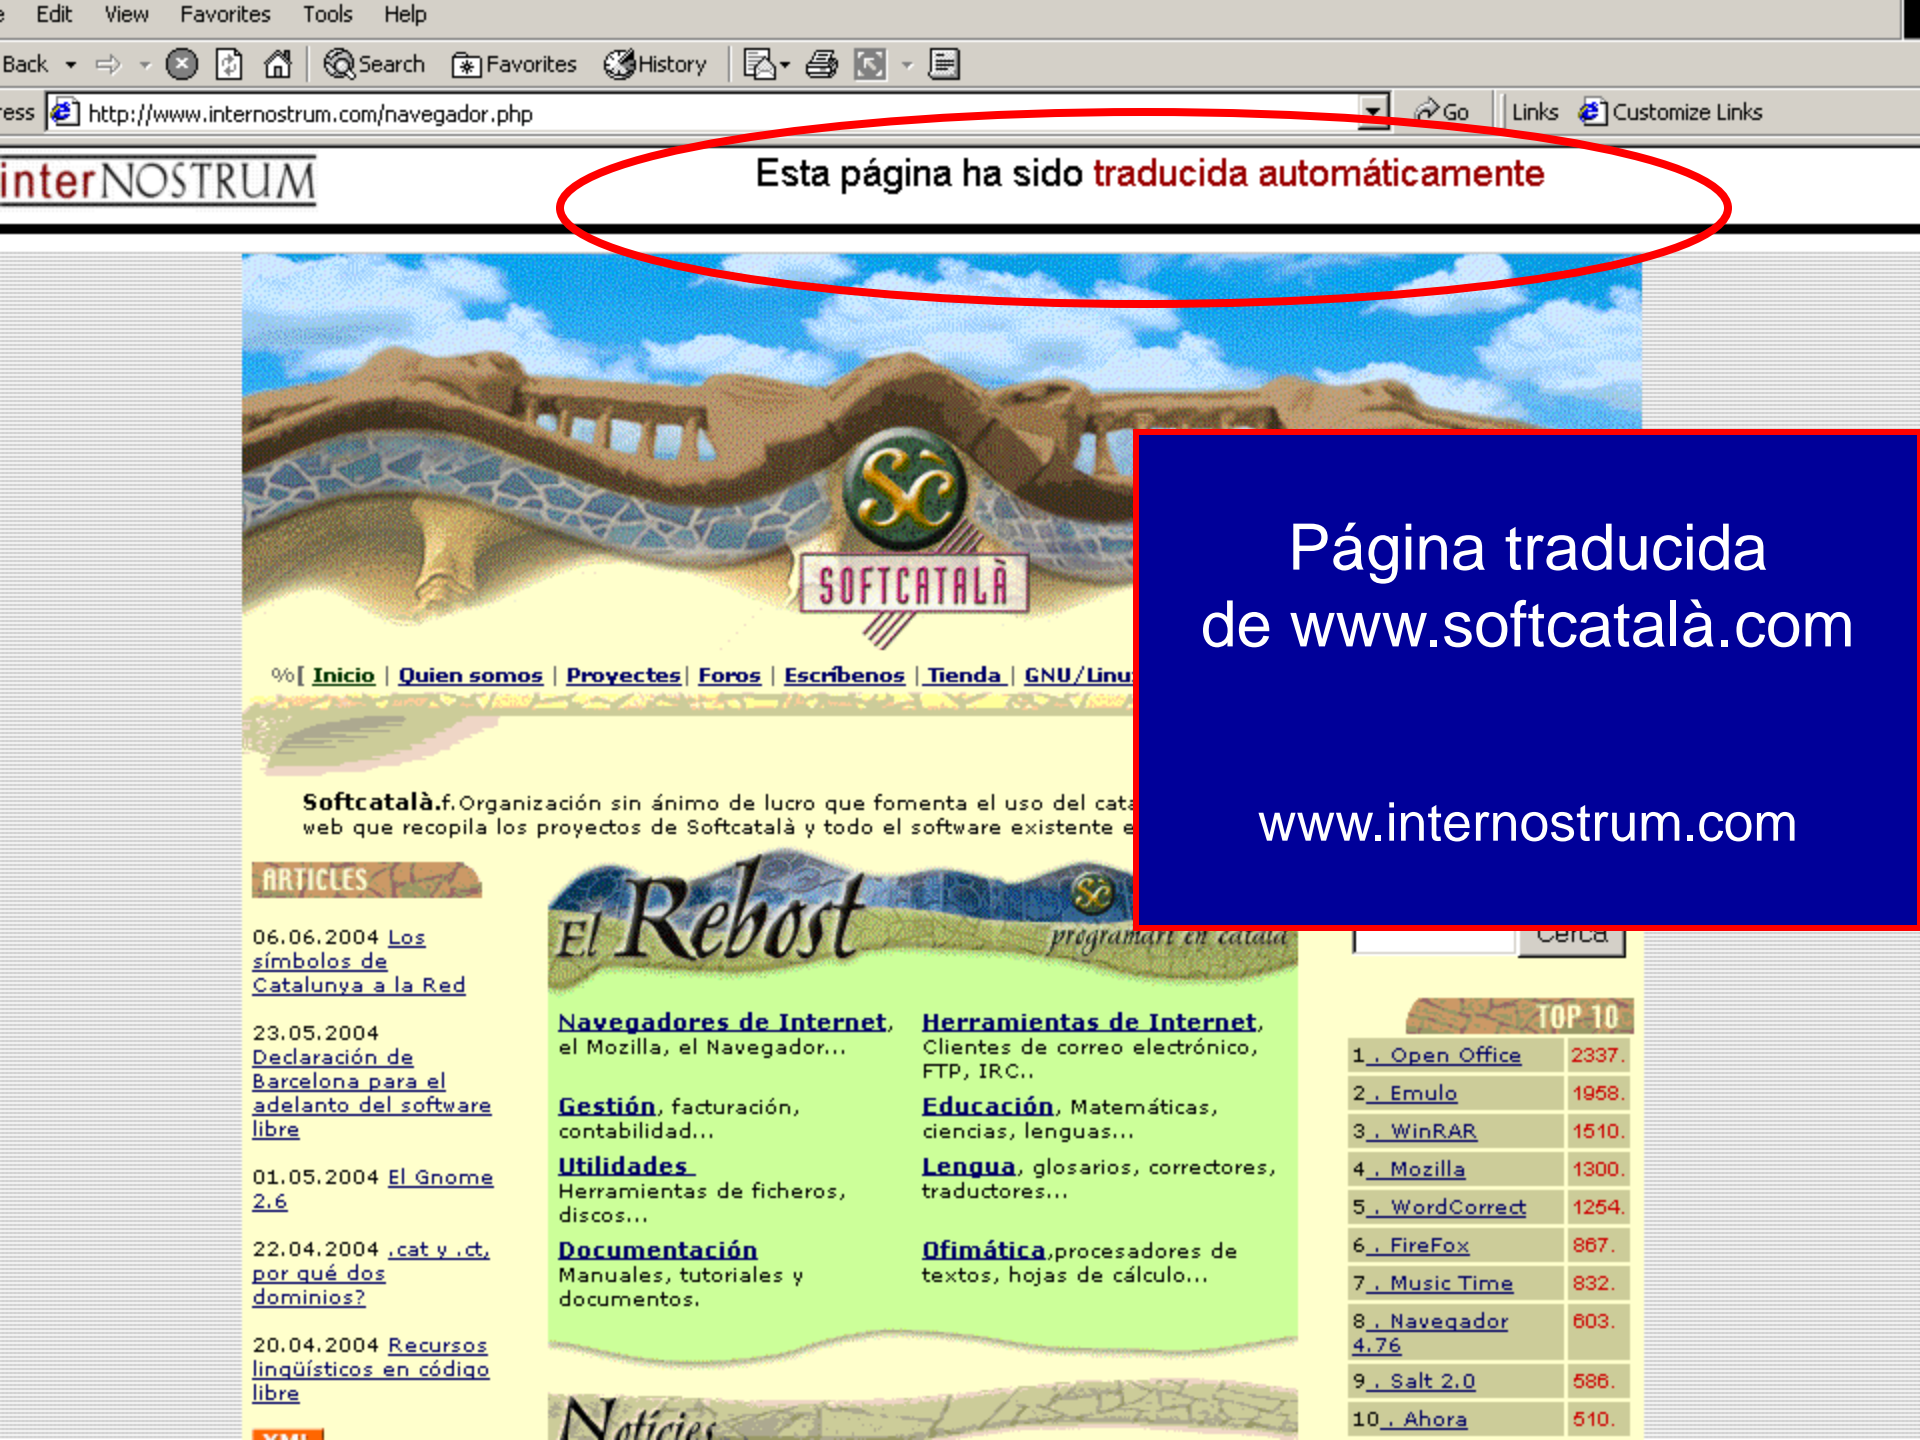 Edit View Favorites Tools Help
Back Search Favorites History
http://www.internostrum.com/navegador.php Go Links Customize Links
interNOSTRUM
Esta página ha sido traducida automáticamente
Sc
SOFTCATALÀ
Página traducida
de www.softcatalà.com
www.internostrum.com
%[ Inicio | Quien somos | Proyectes| Foros | Escríbenos | Tienda | GNU/Linu
Softcatalà.f.Organización sin ánimo de lucro que fomenta el uso del cata
web que recopila los proyectos de Softcatalà y todo el software existente e
ARTICLES
06.06.2004 Los
símbolos de
Catalunya a la Red
23.05.2004
Declaración de
Barcelona para el
adelanto del software
libre
01.05.2004 El Gnome
2.6
22.04.2004 .cat y .ct,
por qué dos
dominios?
20.04.2004 Recursos
lingüísticos en código
libre
XML
El Rebost
Sc
programari en català
Navegadores de Internet,
el Mozilla, el Navegador...
Herramientas de Internet,
Clientes de correo electrónico,
FTP, IRC..
Gestión, facturación,
contabilidad...
Educación, Matemáticas,
ciencias, lenguas...
Utilidades
Herramientas de ficheros,
discos...
Lengua, glosarios, correctores,
traductores...
Documentación
Manuales, tutoriales y
documentos.
Ofimática,procesadores de
textos, hojas de cálculo...
Notícies
Cerca
TOP 10
1 . Open Office 2337.
2 . Emulo 1958.
3 . WinRAR 1510.
4 . Mozilla 1300.
5 . WordCorrect 1254.
6 . FireFox 867.
7 . Music Time 832.
8 . Navegador 603.
4.76
9 . Salt 2.0 586.
10 . Ahora 510.